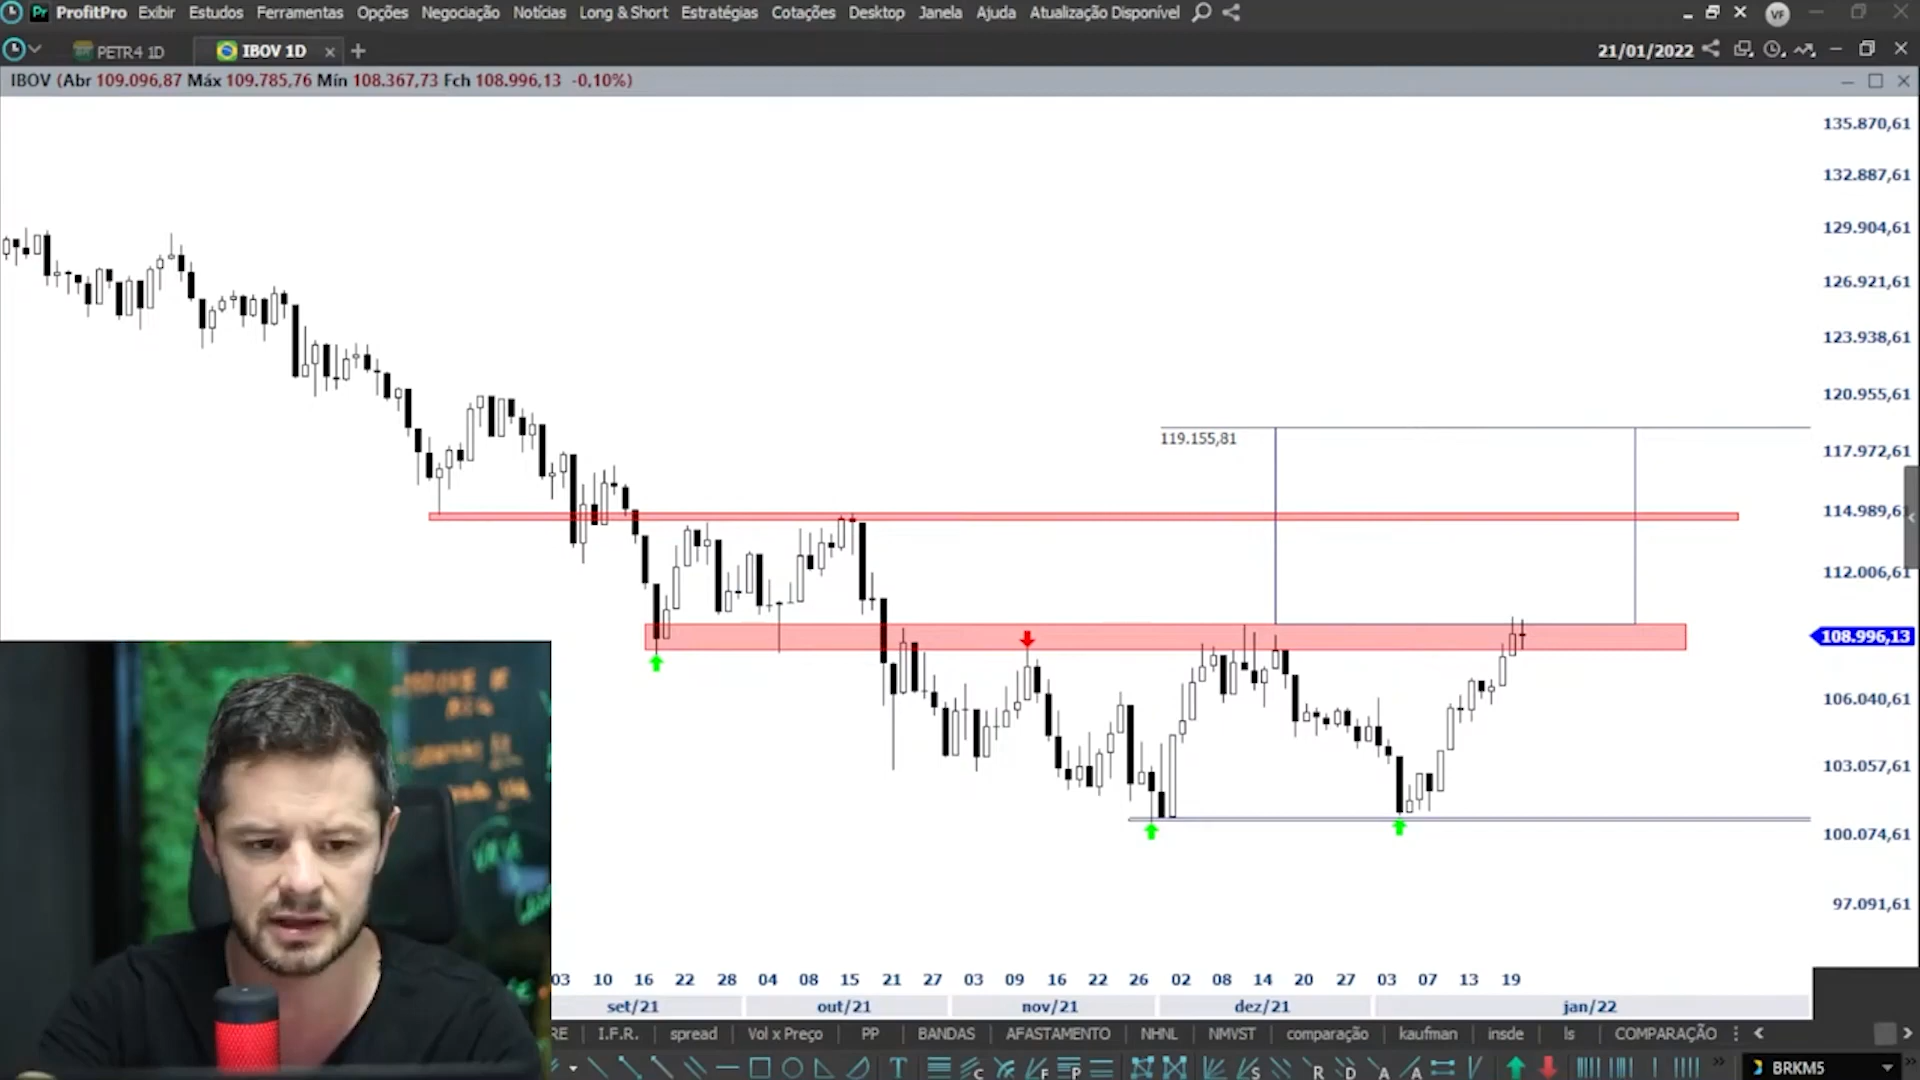 Pr ProfitPro Exibir Estudos Ferramentas Opções Negociação Notícias Long & Short Estratégias Cotações Desktop Janela Ajuda Atualização Disponível VF
PETR4 1D IBOV 1D 21/01/2022
IBOV (Abr 109.096,87 Máx 109.785,76 Mín 108.367,73 Fch 108.996,13 -0,10%)
135.870,61
132.887,61
129.904,61
126.921,61
123.938,61
120.955,61
119.155,81
117.972,61
114.989,61
112.006,61
108.996,13
106.040,61
103.057,61
100.074,61
97.091,61
03 10 16 22 28 04 08 15 21 27 03 09 16 22 26 02 08 14 20 27 03 07 13 19
set/21 out/21 nov/21 dez/21 jan/22
RE I.F.R. spread Vol x Preço PP BANDAS AFASTAMENTO NHNL NMVST comparação kaufman insde ls COMPARAÇÃO
T C F P S R D A A BRKM5